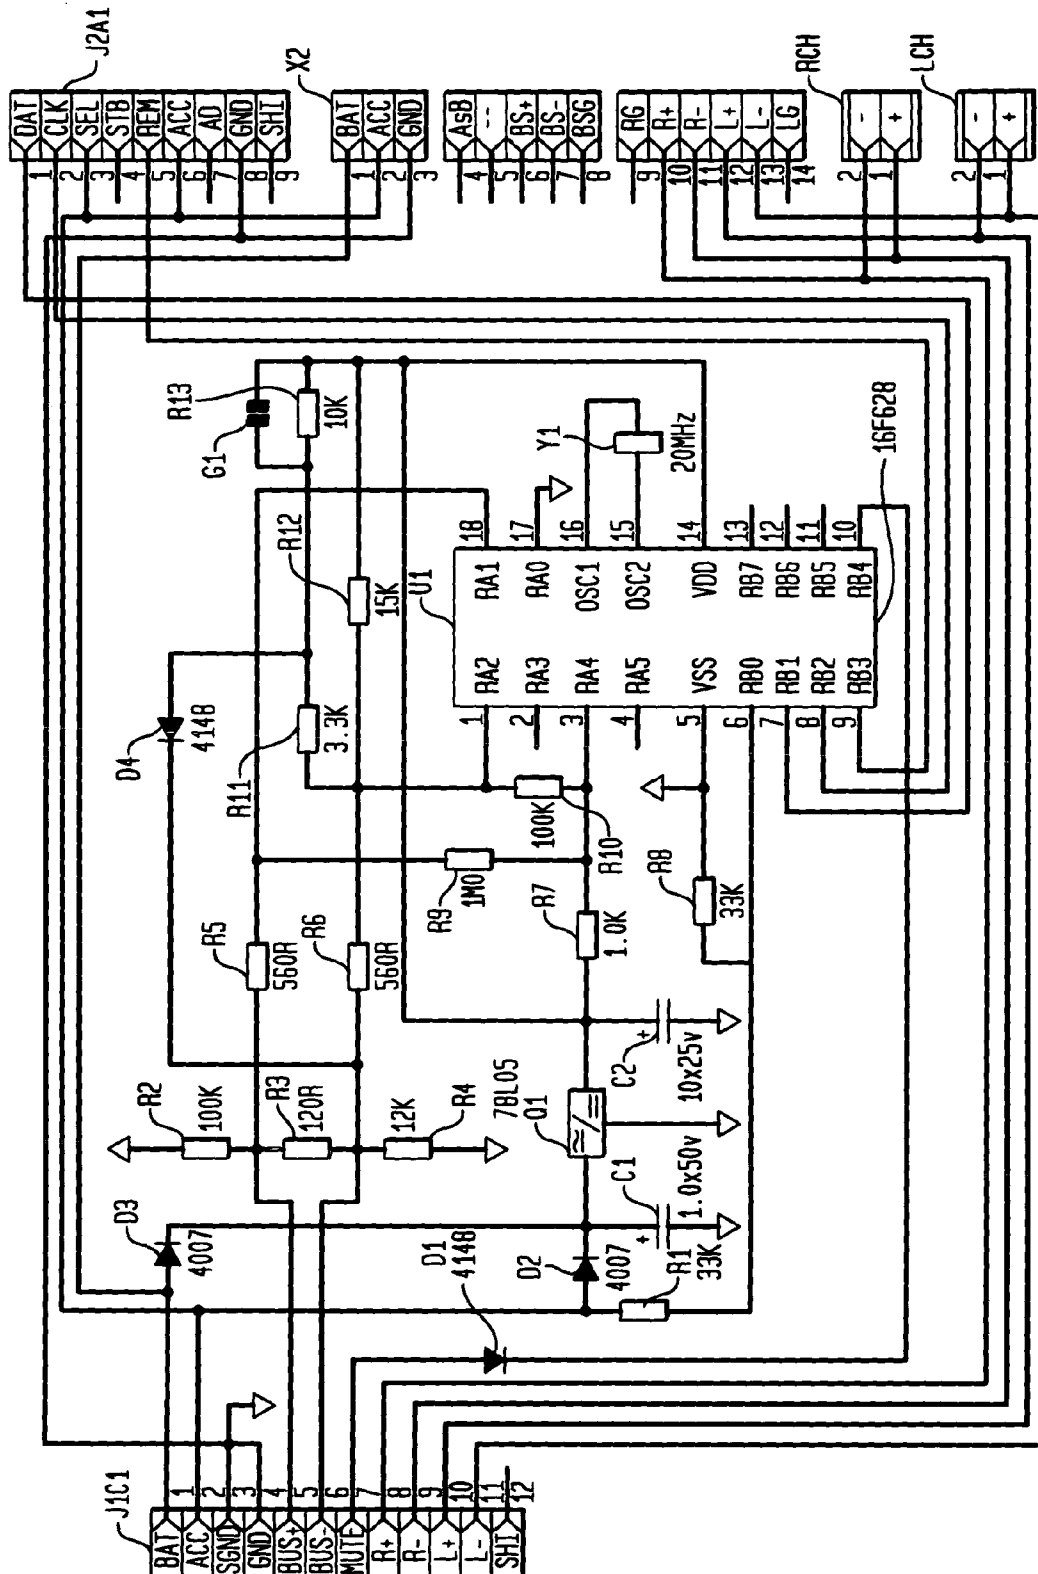 J2A1
DAT
CLK
SEL
STB
REM
ACC
AD
GND
SHI
1
2
3
4
5
6
7
8
9
X2
BAT
ACC
GND
1
2
3
AsB
--
BS+
BS-
BSG
4
5
6
7
8
RG
R+
R-
L+
L-
LG
9
10
11
12
13
14
RCH
-
+
2
1
LCH
-
+
2
1
R13
10K
G1
R12
15K
D4
4148
R11
3.3K
U1
RA1
RA0
OSC1
OSC2
VDD
RB7
RB6
RB5
RB4
18
17
16
15
14
13
12
11
10
RA2
RA3
RA4
RA5
VSS
RB0
RB1
RB2
RB3
1
2
3
4
5
6
7
8
9
Y1
20MHz
16F628
100K
R10
R9
1M0
R7
1.0K
R8
33K
R5
560R
R6
560R
R2
100K
R3
120R
12K
R4
78L05
Q1
C2
+
10x25v
C1
+
1.0x50v
D3
4007
D1
4148
D2
4007
R1
33K
J1C1
BAT
ACC
SGND
GND
BUS+
BUS-
MUTE
R+
R-
L+
L-
SHI
1
2
3
4
5
6
7
8
9
10
11
12